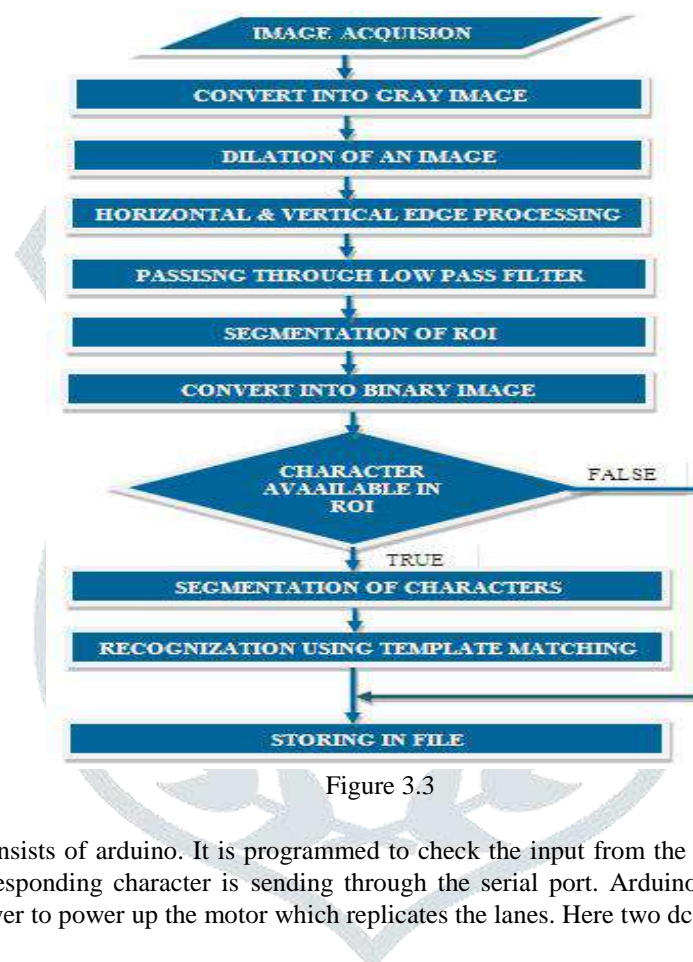 IMAGE ACQUISION
CONVERT INTO GRAY IMAGE
DILATION OF AN IMAGE
HORIZONTAL & VERTICAL EDGE PROCESSING
PASSISNG THROUGH LOW PASS FILTER
SEGMENTATION OF ROI
CONVERT INTO BINARY IMAGE
CHARACTER
AVAAILABLE IN
ROI
FALSE
TRUE
SEGMENTATION OF CHARACTERS
RECOGNIZATION USING TEMPLATE MATCHING
STORING IN FILE
Figure 3.3
nsists of arduino. It is programmed to check the input from the
esponding character is sending through the serial port. Arduino
ver to power up the motor which replicates the lanes. Here two dc